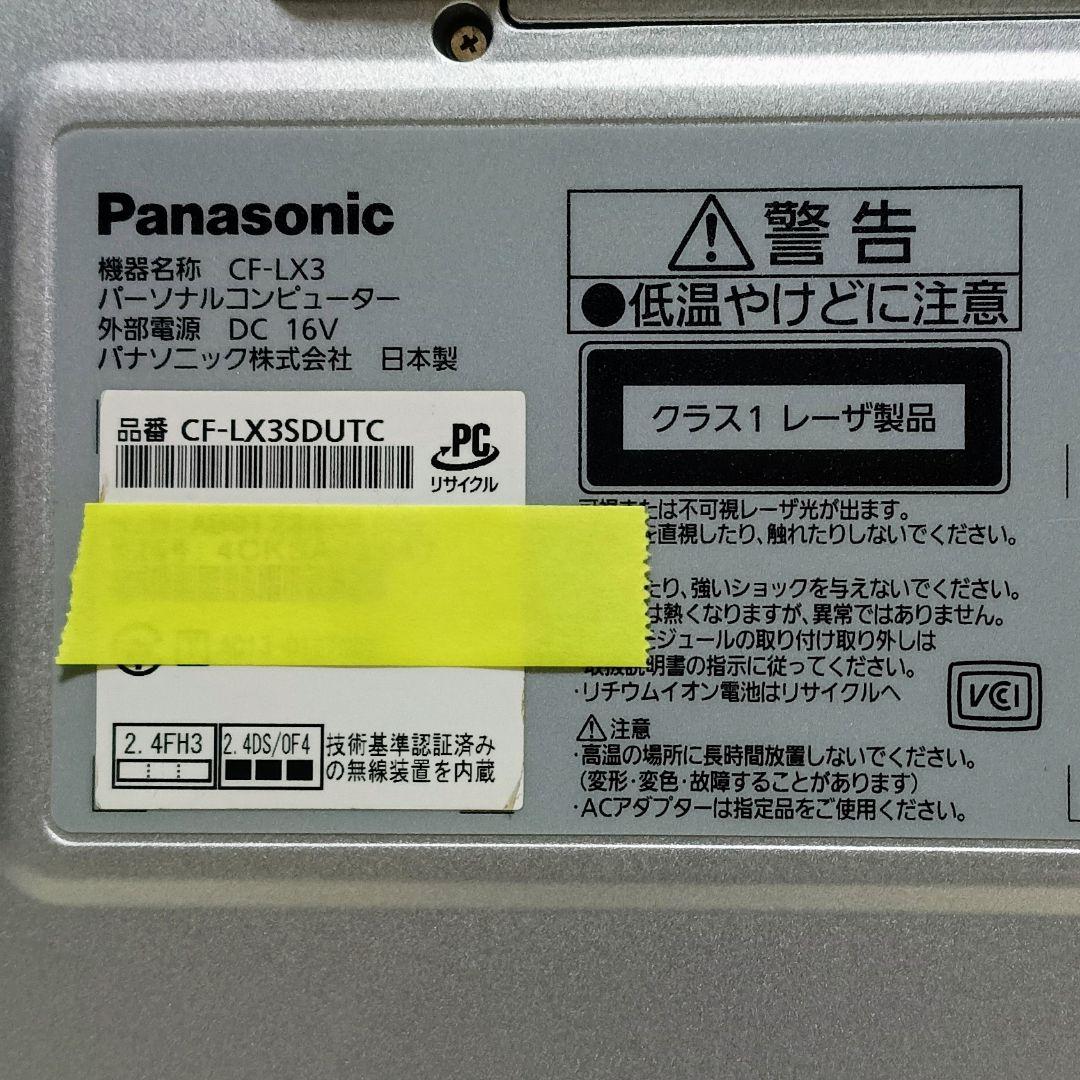 Panasonic
機器名称 CF-LX3
パーソナルコンピューター
外部電源 DC 16V
パナソニック株式会社 日本製
品番 CF-LX3SDUTC
PC
リサイクル
2.4FH3
2.4DS/OF4
技術基準認証済み
の無線装置を内蔵
警告
●低温やけどに注意
クラス1 レーザ製品
は不可視レーザ光が出ます。
を直視したり、触れたりしないでください。
たり、強いショックを与えないでください。
は熱くなりますが、異常ではありません。
ジュールの取り付け取り外しは
取扱説明書の指示に従ってください。
・リチウムイオン電池はリサイクルへ
VCCI
注意
・高温の場所に長時間放置しないでください。
(変形・変色・故障することがあります)
・ACアダプターは指定品をご使用ください。